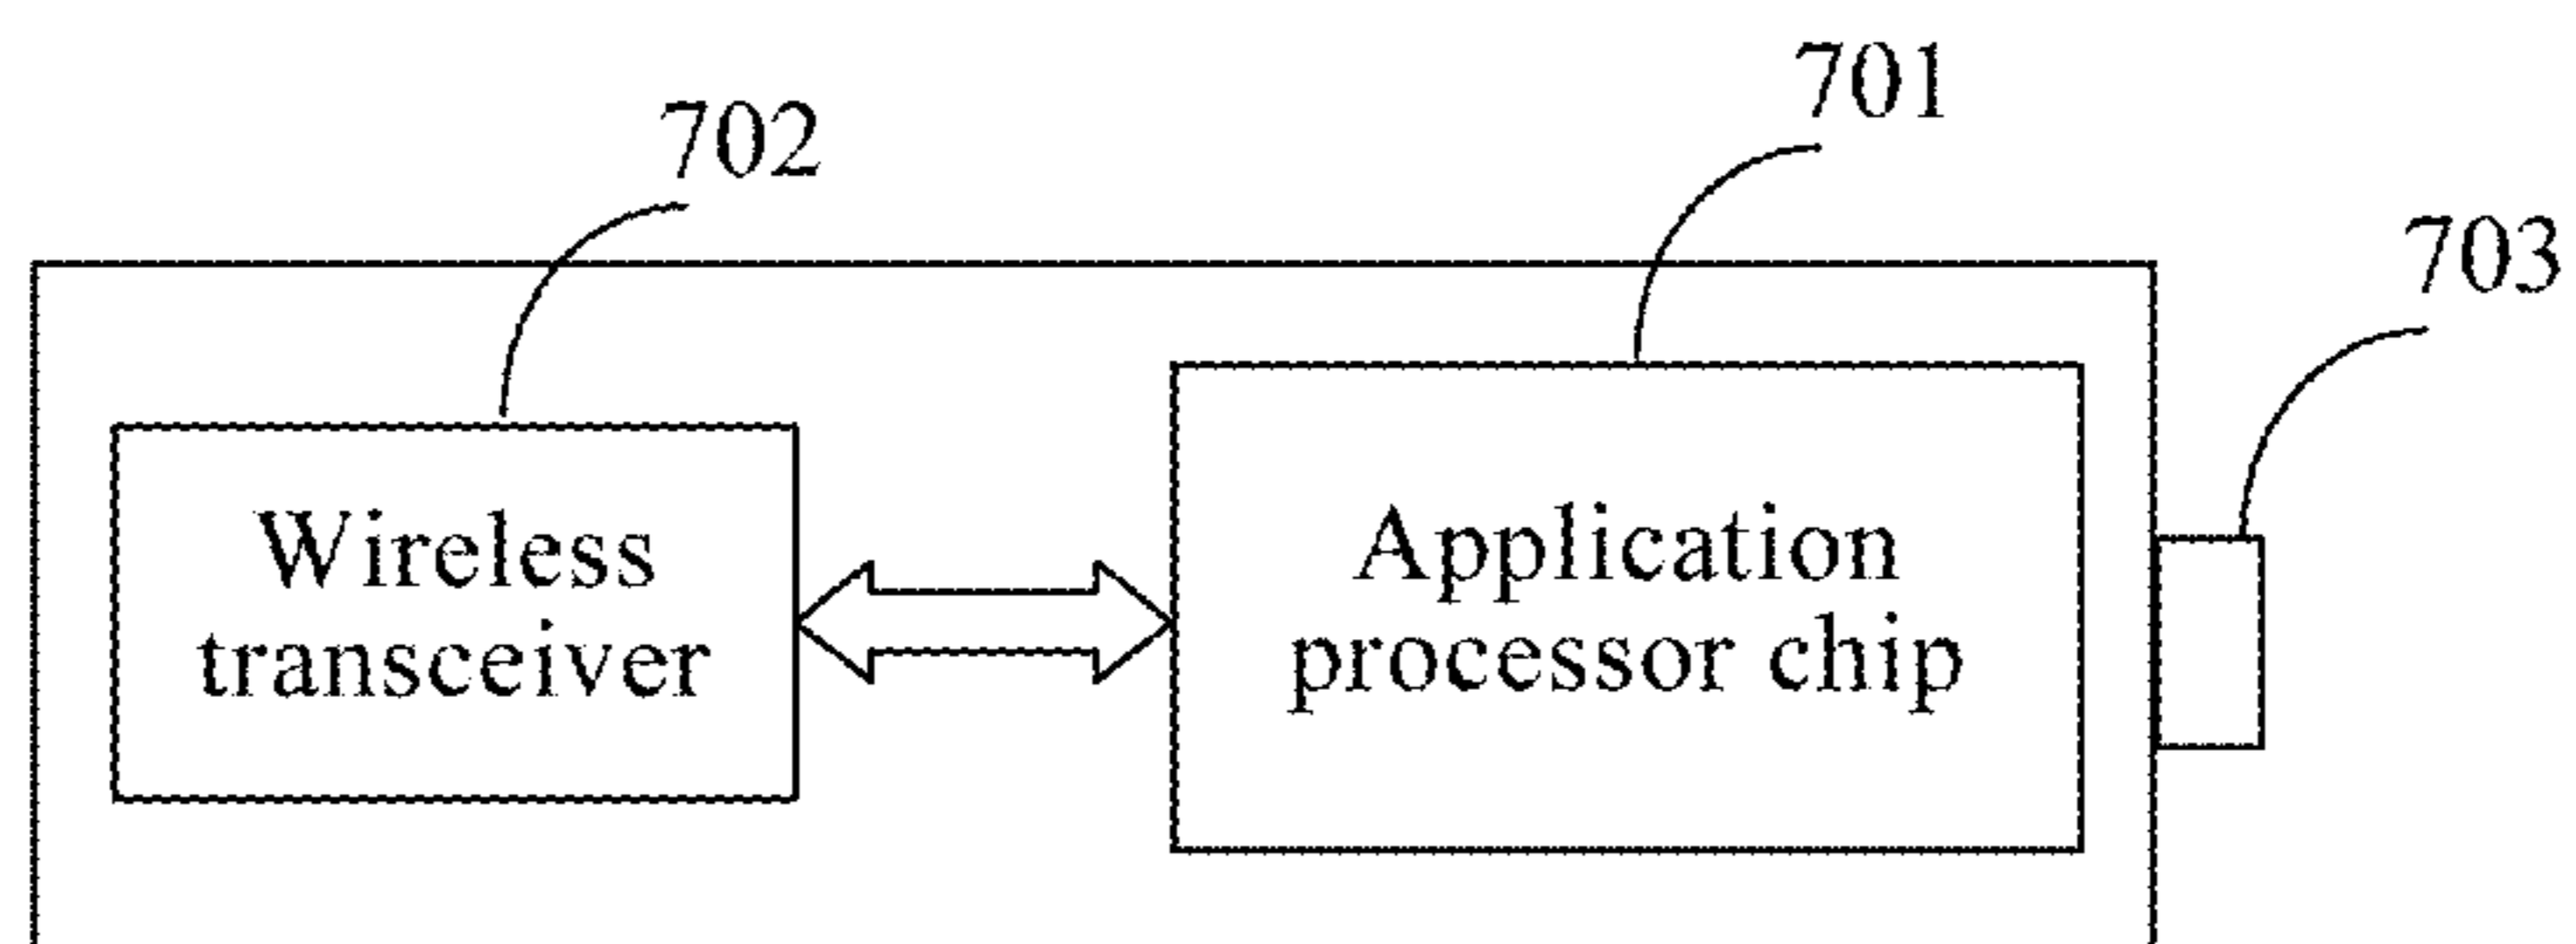 702
701
703
Wireless
transceiver
Application
processor chip